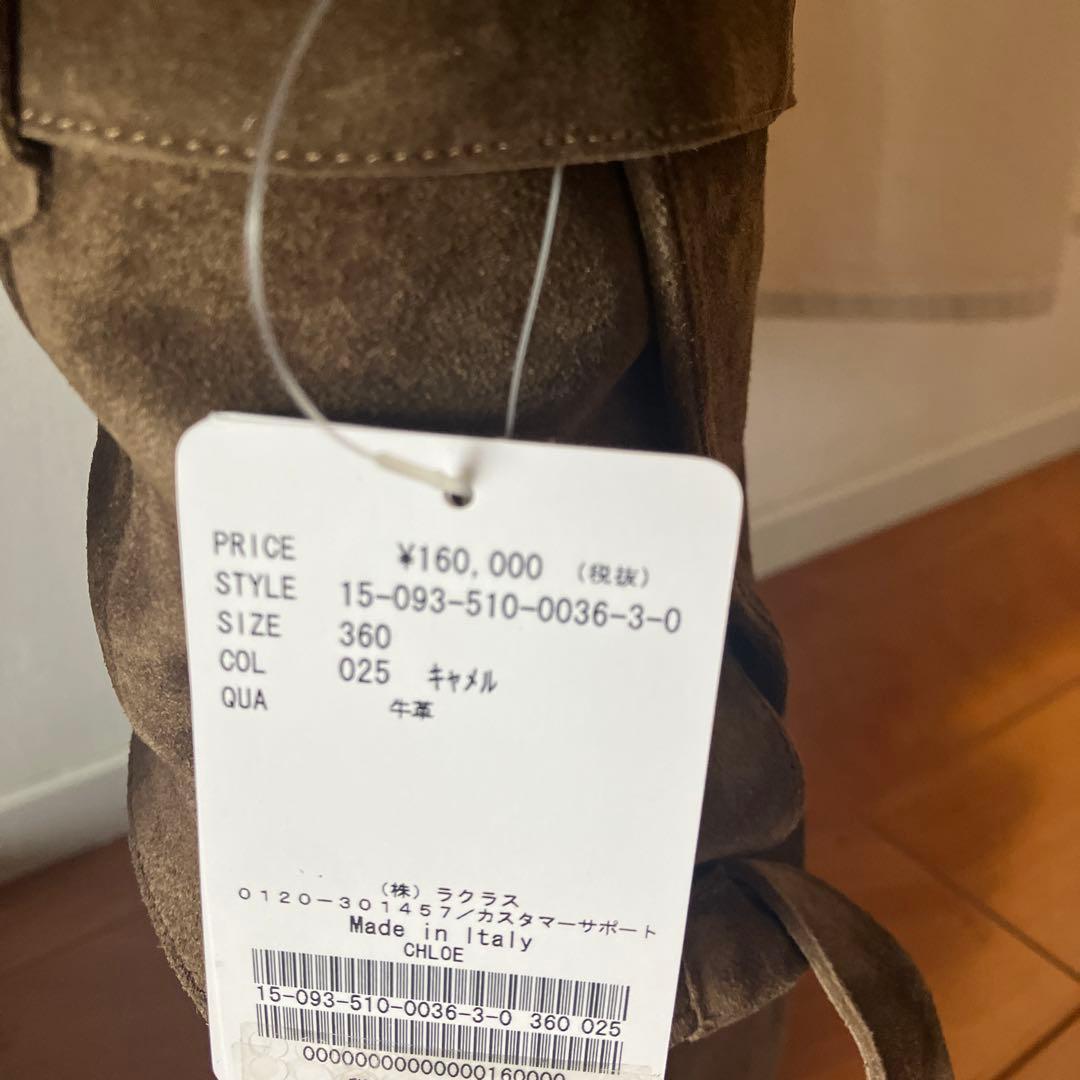 PRICE ¥160,000 (税抜)
STYLE 15-093-510-0036-3-0
SIZE 360
COL 025 ｷｬﾒﾙ
QUA 牛革
(株) ラクラス
０１２０－３０１４５７／カスタマーサポート
Made in Italy
CHLOE
15-093-510-0036-3-0 360 025